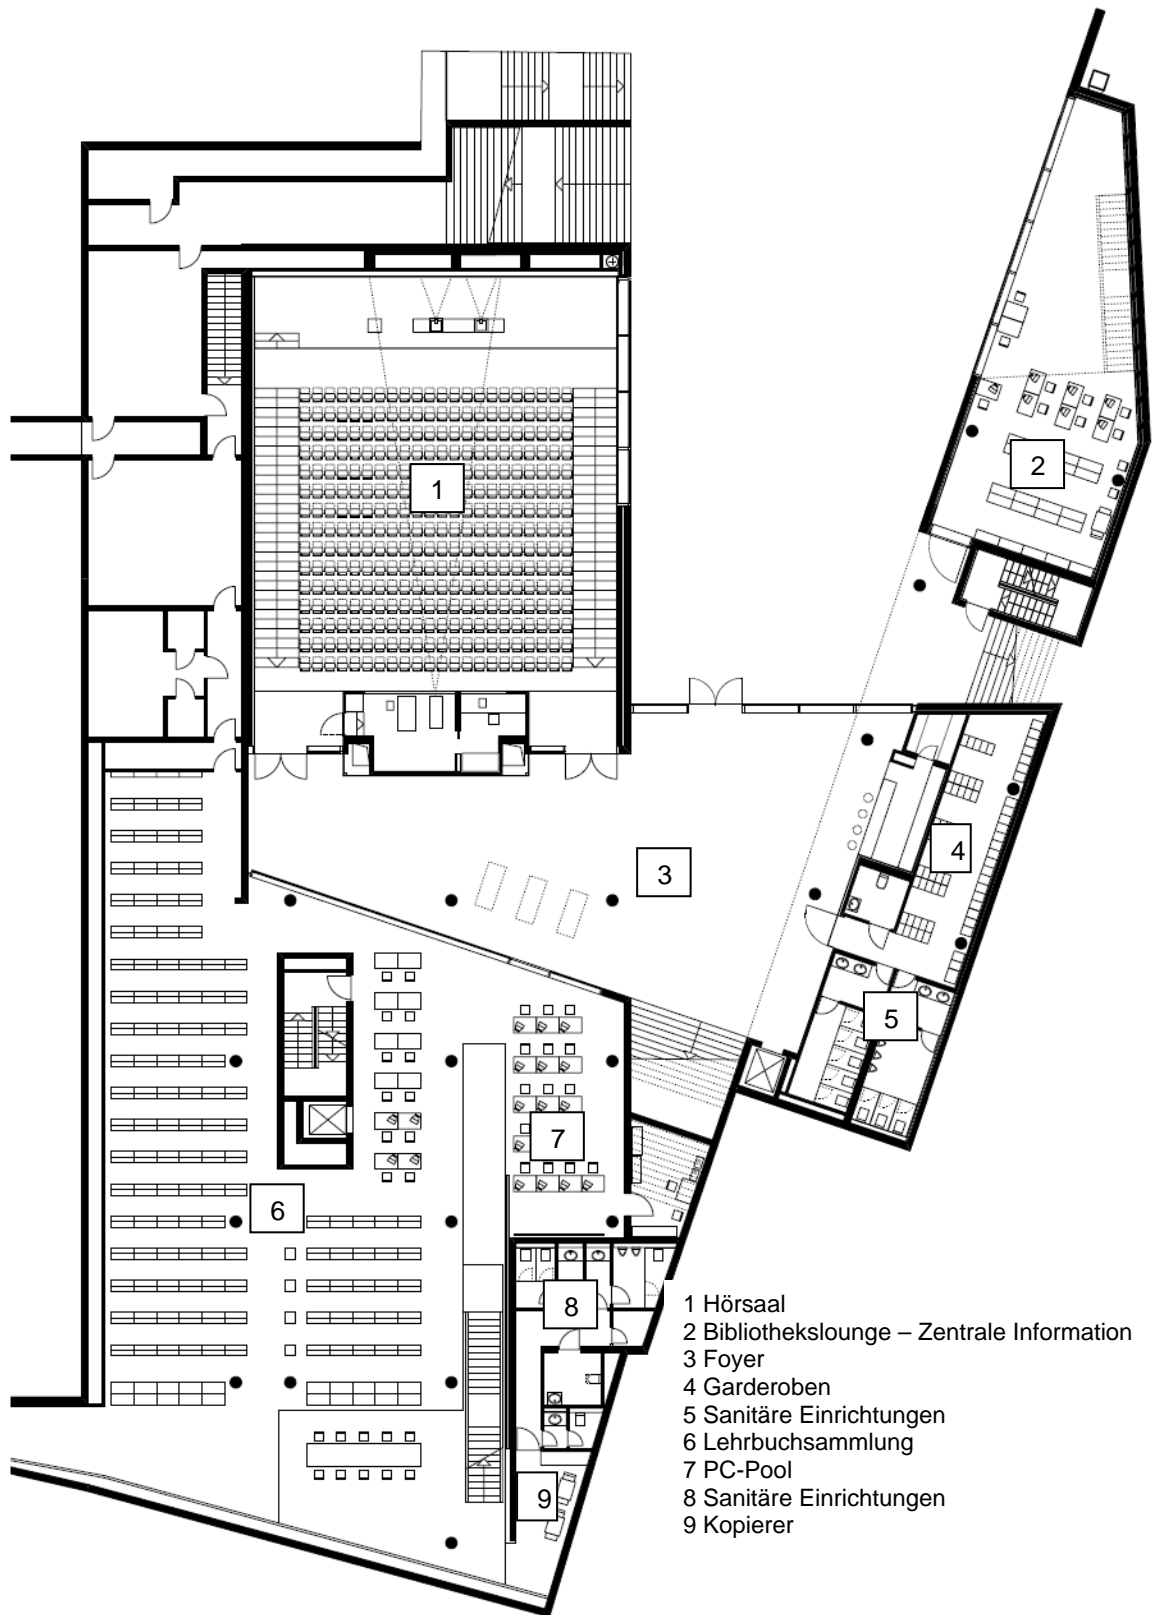 1
2
3
4
5
6
7
8
9
1 Hörsaal
2 Bibliothekslounge – Zentrale Information
3 Foyer
4 Garderoben
5 Sanitäre Einrichtungen
6 Lehrbuchsammlung
7 PC-Pool
8 Sanitäre Einrichtungen
9 Kopierer